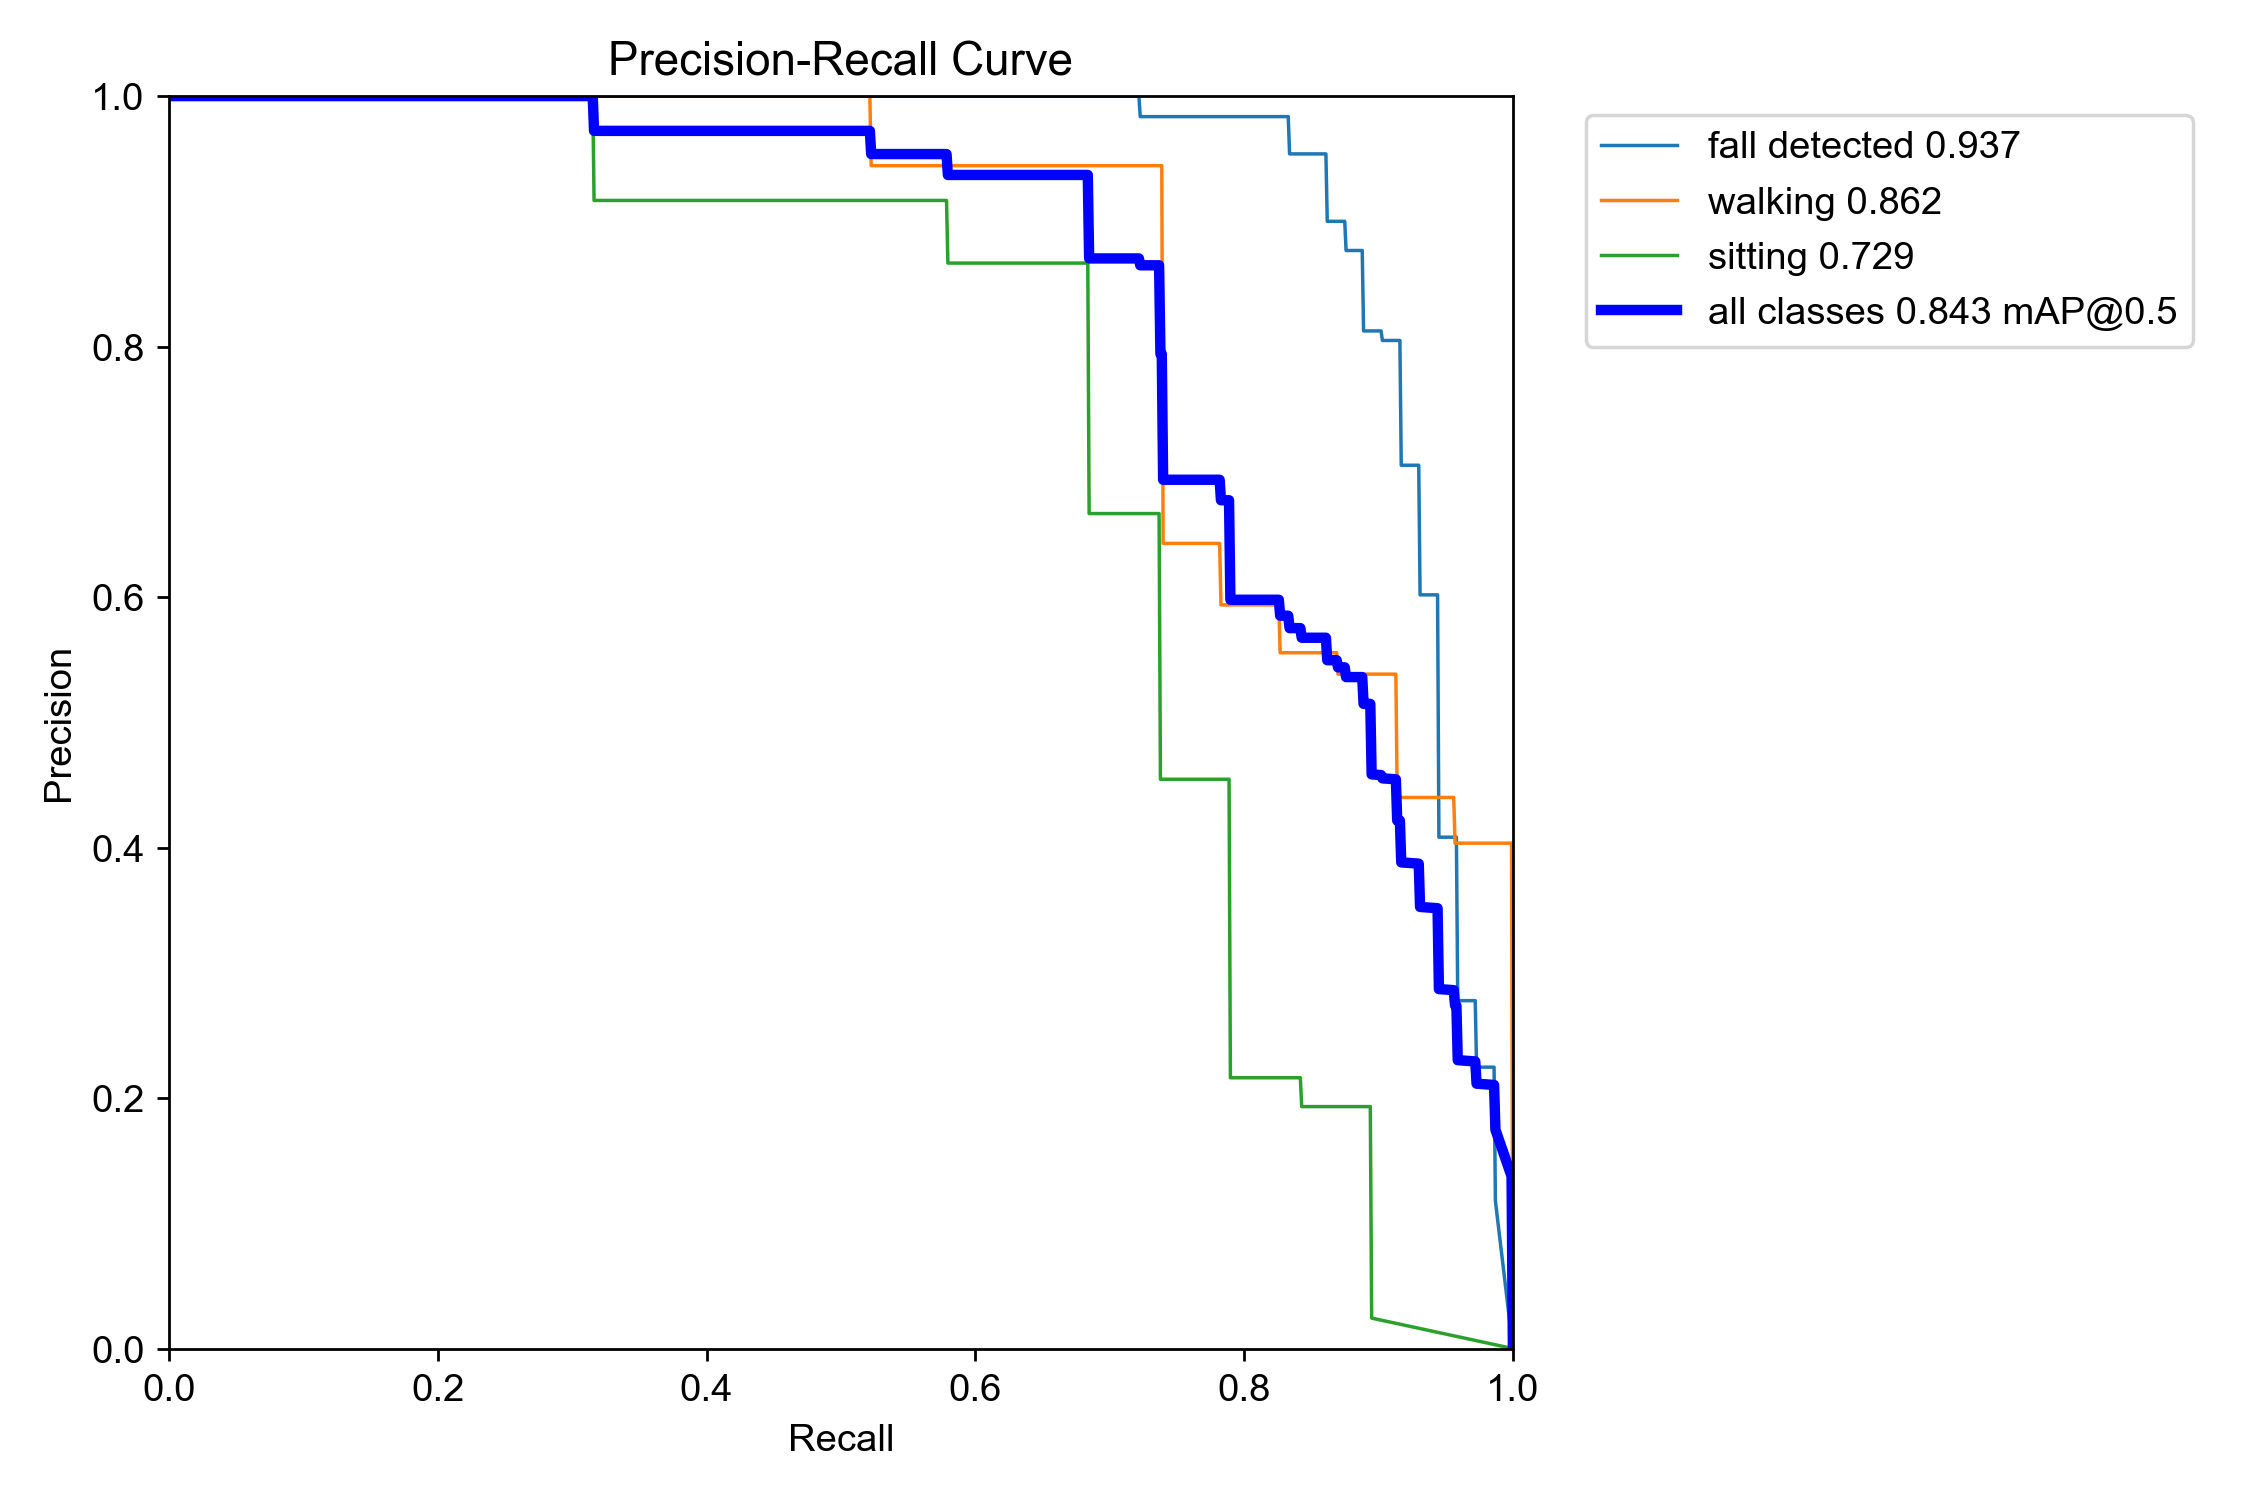 Precision-Recall Curve
1.0
0.8
0.6
0.4
0.2
0.0
Precision
0.0 0.2 0.4 0.6 0.8 1.0
Recall
fall detected 0.937
walking 0.862
sitting 0.729
all classes 0.843 mAP@0.5